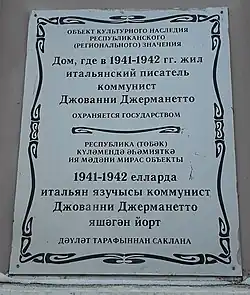 ОБЪЕКТ КУЛЬТУРНОГО НАСЛЕДИЯ
РЕСПУБЛИКАНСКОГО
(РЕГИОНАЛЬНОГО) ЗНАЧЕНИЯ
Дом, где в 1941-1942 гг. жил
итальянский писатель
коммунист
Джованни Джерманетто
ОХРАНЯЕТСЯ ГОСУДАРСТВОМ
РЕСПУБЛИКА (ТӨБӘК)
КҮЛӘМЕНДӘ ӘҺӘМИЯТКӘ
ИЯ МӘДӘНИ МИРАС ОБЪЕКТЫ
1941-1942 елларда
итальян язучысы коммунист
Джованни Джерманетто
яшәгән йорт
ДӘҮЛӘТ ТАРАФЫННАН САКЛАНА